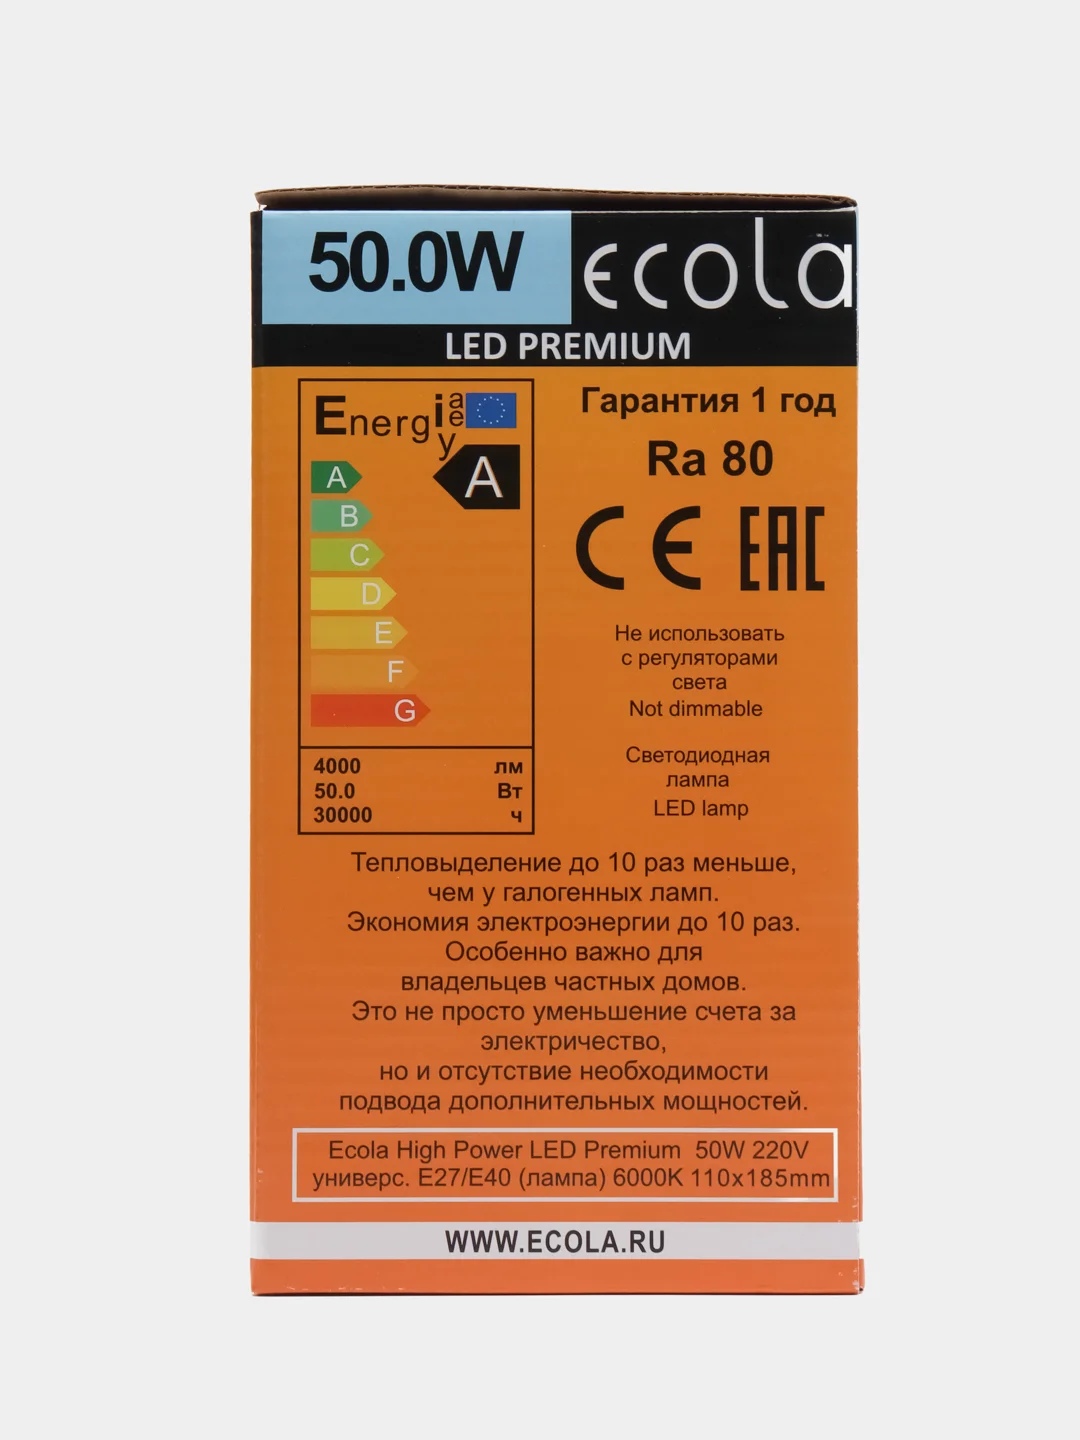 50.0W ecola
LED PREMIUM
Energi a
e
y
A
A
B
C
D
E
F
G
4000 лм
50.0 Вт
30000 ч
Гарантия 1 год
Ra 80
CE EAC
Не использовать
с регуляторами
света
Not dimmable
Светодиодная
лампа
LED lamp
Тепловыделение до 10 раз меньше,
чем у галогенных ламп.
Экономия электроэнергии до 10 раз.
Особенно важно для
владельцев частных домов.
Это не просто уменьшение счета за
электричество,
но и отсутствие необходимости
подвода дополнительных мощностей.
Ecola High Power LED Premium 50W 220V
универс. E27/E40 (лампа) 6000K 110x185mm
WWW.ECOLA.RU